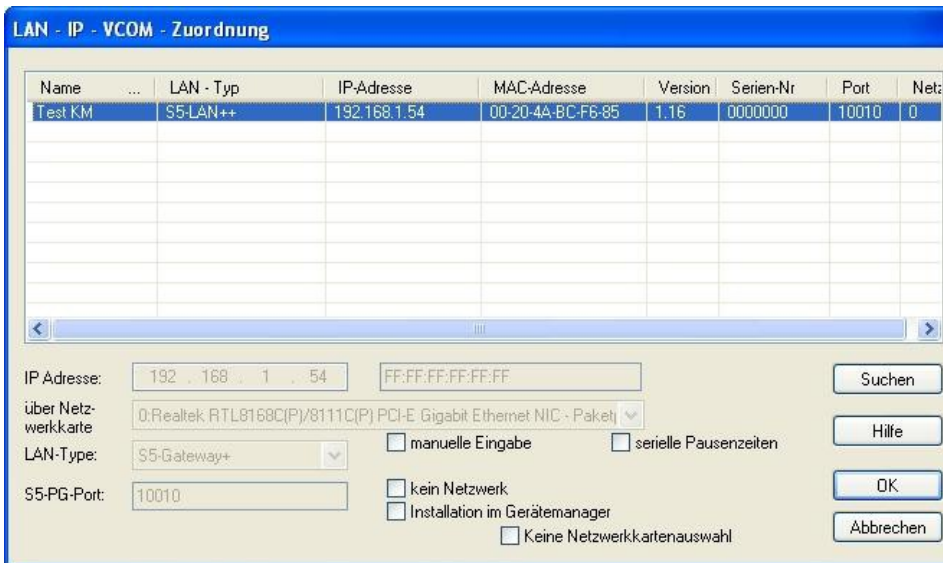 LAN - IP - VCOM - Zuordnung
Name ... LAN - Typ IP-Adresse MAC-Adresse Version Serien-Nr Port Netz
Test KM S5-LAN++ 192.168.1.54 00-20-4A-BC-F6-85 1.16 0000000 10010 0
IP Adresse: 192 . 168 . 1 . 54 FF:FF:FF:FF:FF:FF Suchen
über Netz-
werkkarte 0:Realtek RTL8168C(P)/8111C(P) PCI-E Gigabit Ethernet NIC - Paket
Hilfe
manuelle Eingabe serielle Pausenzeiten
LAN-Type: S5-Gateway+
S5-PG-Port: 10010 kein Netzwerk OK
Installation im Gerätemanager
Keine Netzwerkkartenauswahl Abbrechen